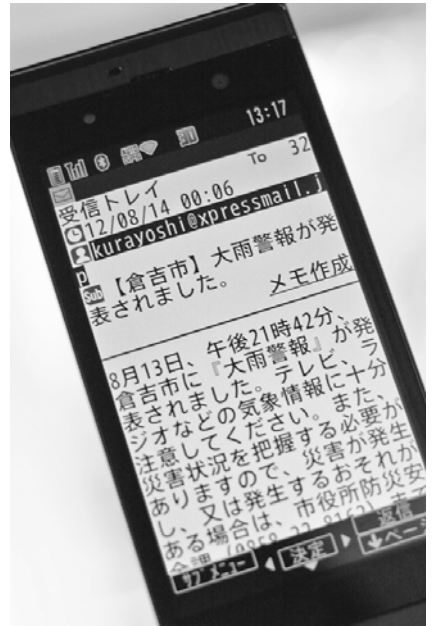 13:17
受信トレイ To 32
12/08/14 00:06
kurayoshi@xpressmail.j
p
Sub 【倉吉市】大雨警報が発
表されました。 メモ作成
8月13日、午後21時42分、
倉吉市に『大雨警報』が発
表されました。テレビ、ラ
ジオなどの気象情報に十分
注意してください。また、
災害状況を把握する必要が
ありますので、災害が発生
し、又は発生するおそれが
ある場合は、市役所防災安
サブメニュー 決定 返信